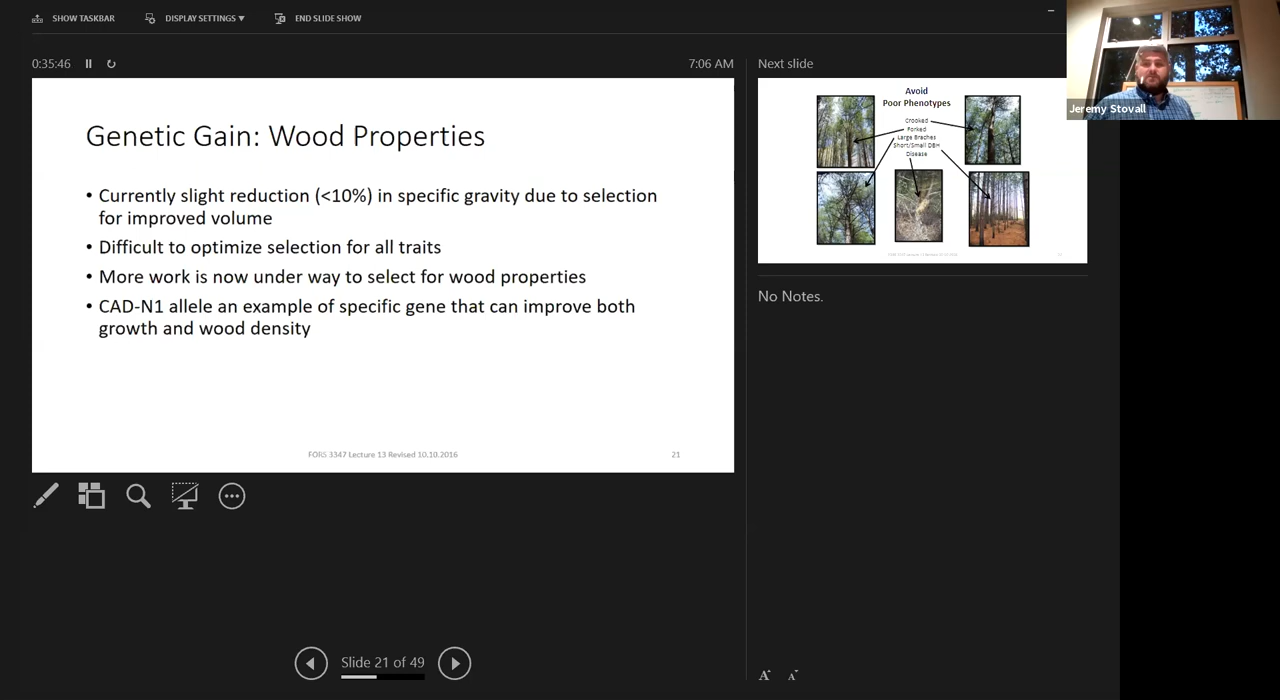 SHOW TASKBAR
DISPLAY SETTINGS ▼
END SLIDE SHOW
0:35:46
7:06 AM
Genetic Gain: Wood Properties
• Currently slight reduction (<10%) in specific gravity due to selection
for improved volume
• Difficult to optimize selection for all traits
• More work is now under way to select for wood properties
• CAD-N1 allele an example of specific gene that can improve both
growth and wood density
FORS 3347 Lecture 13 Revised 10.10.2016
21
Slide 21 of 49
Next slide
Avoid
Poor Phenotypes
Crooked
Forked
Large Braches
Short/Small DBH
Disease
No Notes.
A
A
Jeremy Stovall